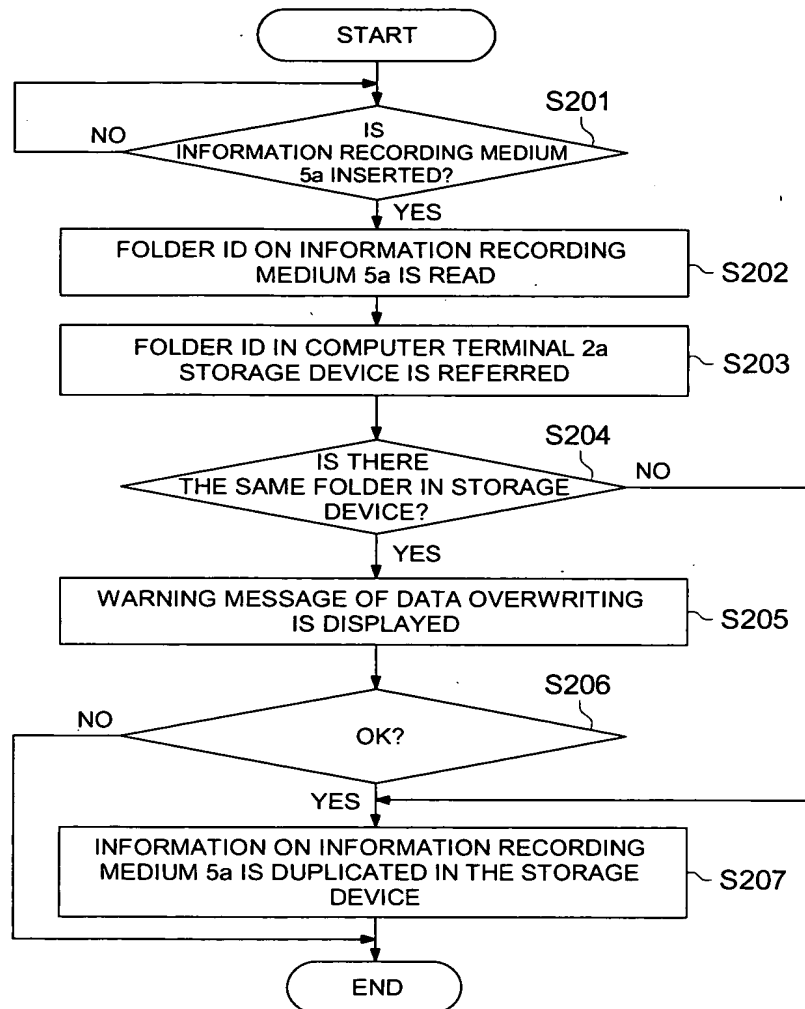 START
S201
NO
IS
INFORMATION RECORDING MEDIUM
5a INSERTED?
YES
FOLDER ID ON INFORMATION RECORDING
MEDIUM 5a IS READ
S202
FOLDER ID IN COMPUTER TERMINAL 2a
STORAGE DEVICE IS REFERRED
S203
S204
IS THERE
THE SAME FOLDER IN STORAGE
DEVICE?
NO
YES
WARNING MESSAGE OF DATA OVERWRITING
IS DISPLAYED
S205
S206
NO
OK?
YES
INFORMATION ON INFORMATION RECORDING
MEDIUM 5a IS DUPLICATED IN THE STORAGE
DEVICE
S207
END